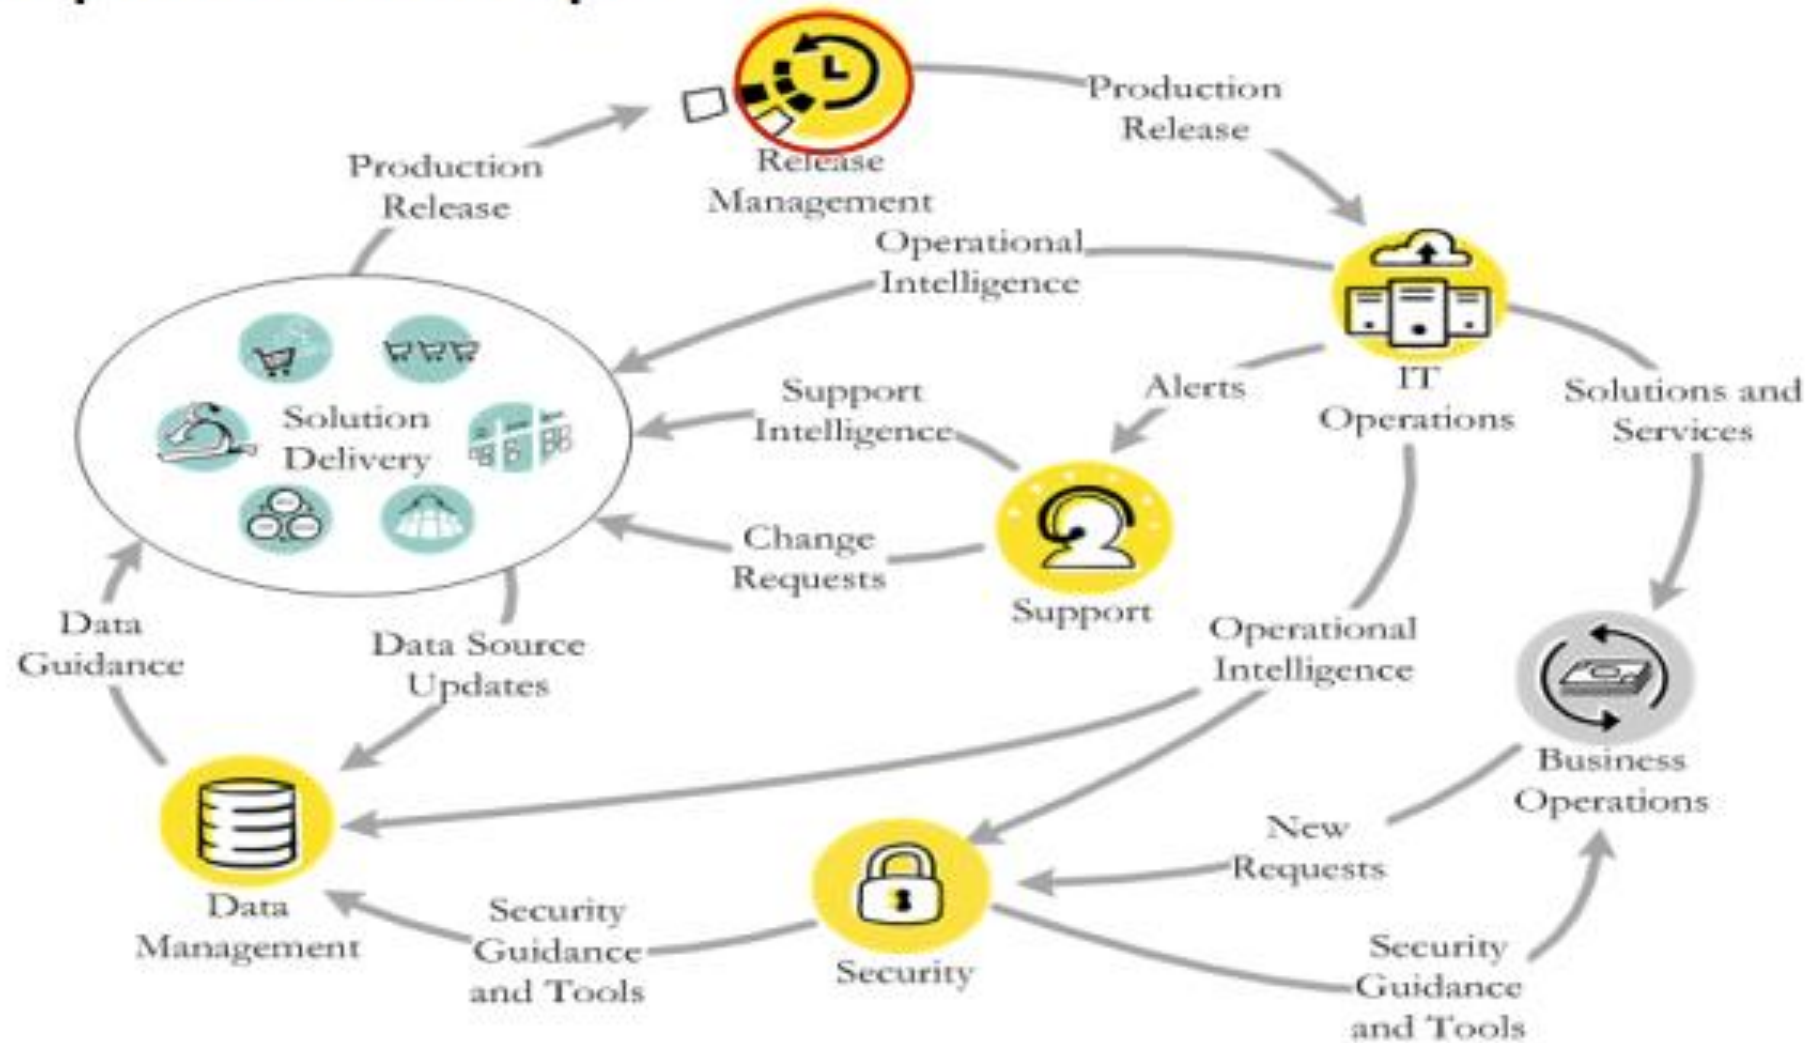 Production
Release
Release
Management
Production
Release
Operational
Intelligence
IT
Operations
Solution
Delivery
Support
Intelligence
Alerts
Solutions and
Services
Change
Requests
Support
Data
Guidance
Data Source
Updates
Operational
Intelligence
Business
Operations
New
Requests
Data
Management
Security
Guidance
and Tools
Security
Security
Guidance
and Tools